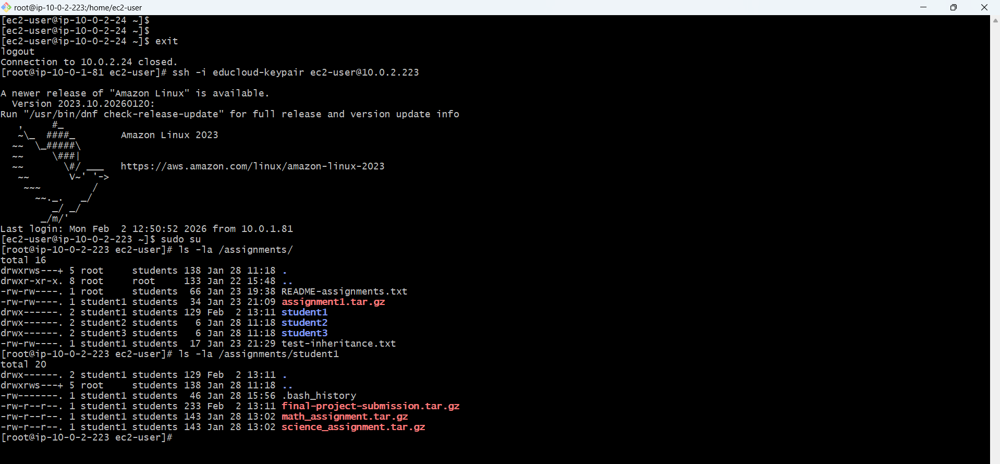 root@ip-10-0-2-223:/home/ec2-user
[ec2-user@ip-10-0-2-24 ~]$
[ec2-user@ip-10-0-2-24 ~]$
[ec2-user@ip-10-0-2-24 ~]$ exit
logout
Connection to 10.0.2.24 closed.
[root@ip-10-0-1-81 ec2-user]# ssh -i educloud-keypair ec2-user@10.0.2.223

A newer release of "Amazon Linux" is available.
  Version 2023.10.20260120:
Run "/usr/bin/dnf check-release-update" for full release and version update info
   ,     #_
   ~\_  ####_        Amazon Linux 2023
  ~~  \_#####\
  ~~     \###|
  ~~       \#/ ___   https://aws.amazon.com/linux/amazon-linux-2023
   ~~       V~' '->
    ~~~         /
      ~~._.   _/
         _/ _/
       _/m/'
Last login: Mon Feb  2 12:50:52 2026 from 10.0.1.81
[ec2-user@ip-10-0-2-223 ~]$ sudo su
[root@ip-10-0-2-223 ec2-user]# ls -la /assignments/
total 16
drwxrws---+ 5 root     students 138 Jan 28 11:18 .
drwxr-xr-x. 8 root     root     133 Jan 22 15:48 ..
-rw-rw----. 1 root     students  66 Jan 23 19:38 README-assignments.txt
-rw-rw----. 1 student1 students  34 Jan 23 21:09 assignment1.tar.gz
drwx------. 2 student1 students 129 Feb  2 13:11 student1
drwx------. 2 student2 students   6 Jan 28 11:18 student2
drwx------. 2 student3 students   6 Jan 28 11:18 student3
-rw-rw----. 1 student1 students  17 Jan 23 21:29 test-inheritance.txt
[root@ip-10-0-2-223 ec2-user]# ls -la /assignments/student1
total 20
drwx------. 2 student1 students 129 Feb  2 13:11 .
drwxrws---+ 5 root     students 138 Jan 28 11:18 ..
-rw-------. 1 student1 students  46 Jan 28 15:56 .bash_history
-rw-r--r--. 1 student1 students 233 Feb  2 13:11 final-project-submission.tar.gz
-rw-r--r--. 1 student1 students 143 Jan 28 13:02 math_assignment.tar.gz
-rw-r--r--. 1 student1 students 143 Jan 28 13:02 science_assignment.tar.gz
[root@ip-10-0-2-223 ec2-user]#